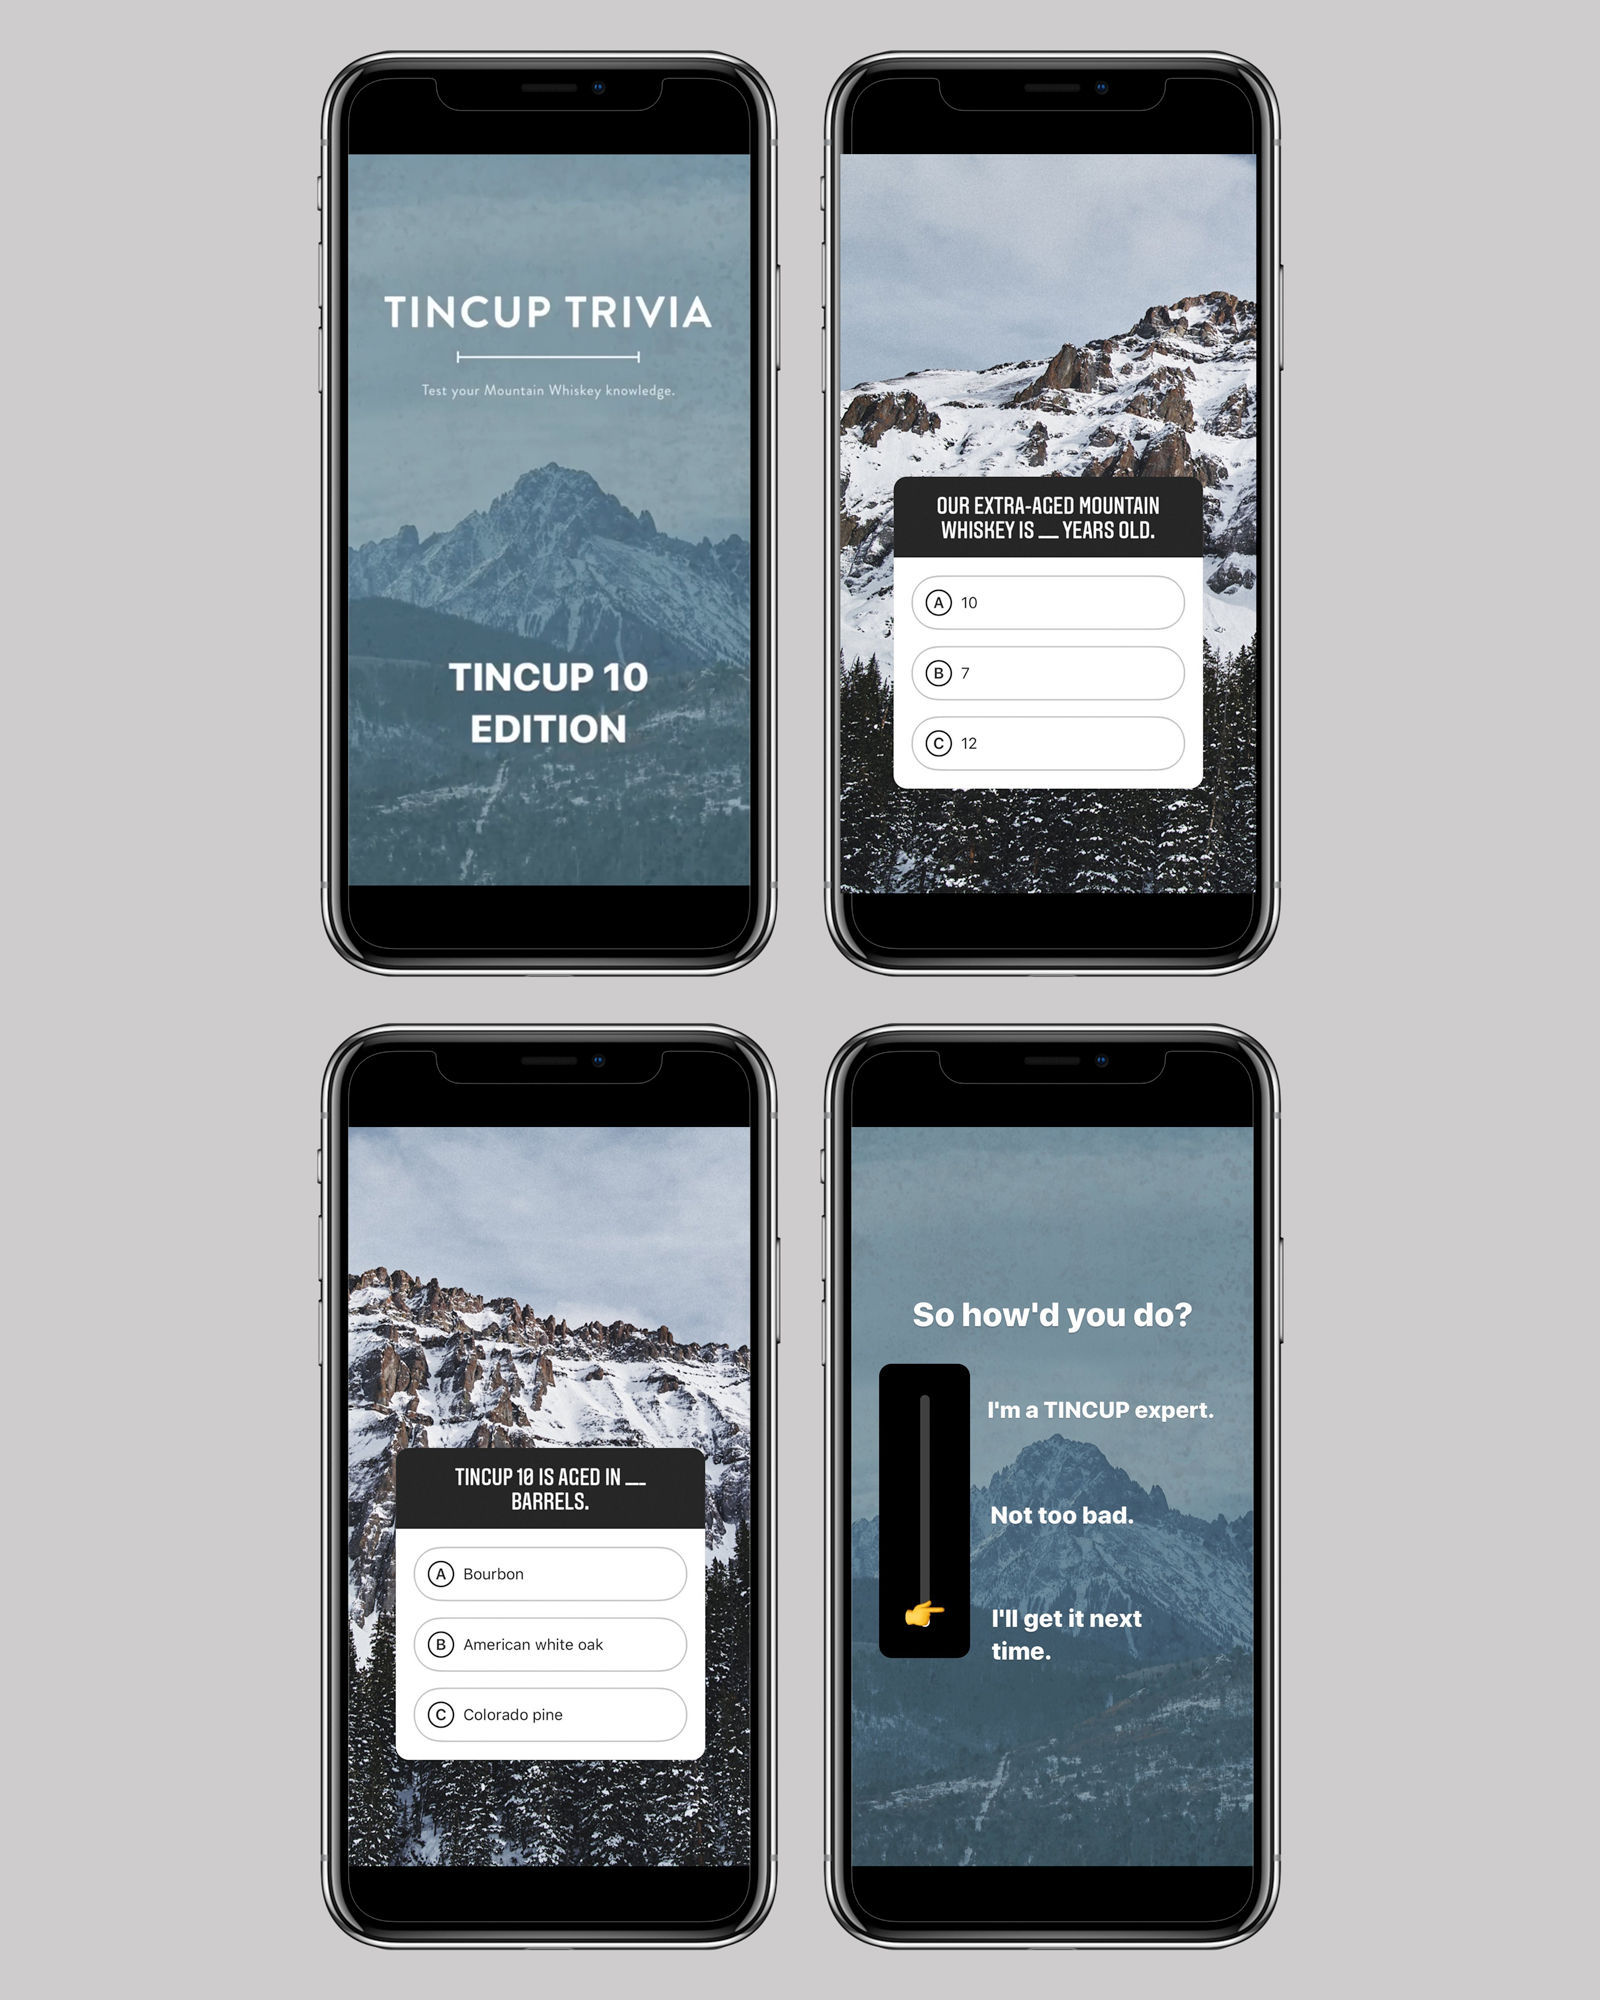 TINCUP TRIVIA
Test your Mountain Whiskey knowledge.
TINCUP 10
EDITION
OUR EXTRA-AGED MOUNTAIN
WHISKEY IS __ YEARS OLD.
A 10
B 7
C 12
TINCUP 10 IS AGED IN __
BARRELS.
A Bourbon
B American white oak
C Colorado pine
So how'd you do?
I'm a TINCUP expert.
Not too bad.
I'll get it next
time.